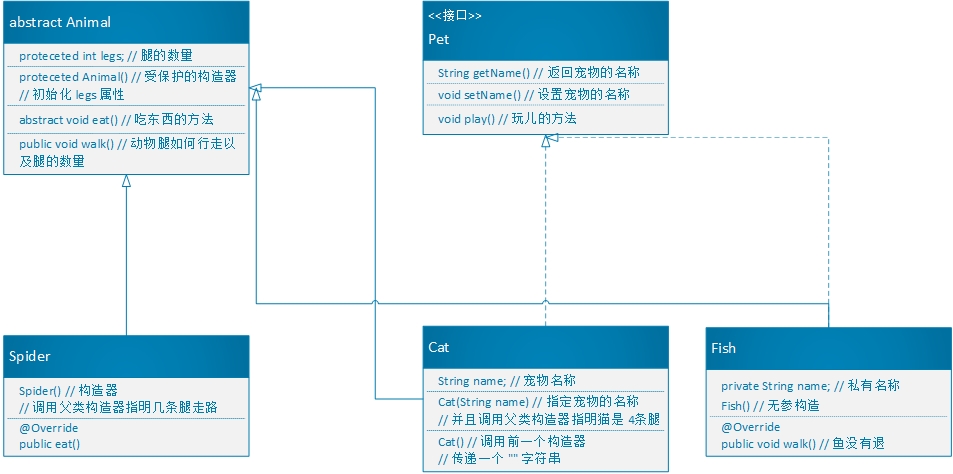 abstract Animal
proteceted int legs; // 腿的数量
proteceted Animal() // 受保护的构造器
// 初始化 legs 属性
abstract void eat() // 吃东西的方法
public void walk() // 动物腿如何行走以
及腿的数量
<<接口>>
Pet
String getName() // 返回宠物的名称
void setName() // 设置宠物的名称
void play() // 玩儿的方法
Spider
Spider() // 构造器
// 调用父类构造器指明几条腿走路
@Override
public eat()
Cat
String name; // 宠物名称
Cat(String name) // 指定宠物的名称
// 并且调用父类构造器指明猫是 4条腿
Cat() // 调用前一个构造器
// 传递一个 "" 字符串
Fish
private String name; // 私有名称
Fish() // 无参构造
@Override
public void walk() // 鱼没有退